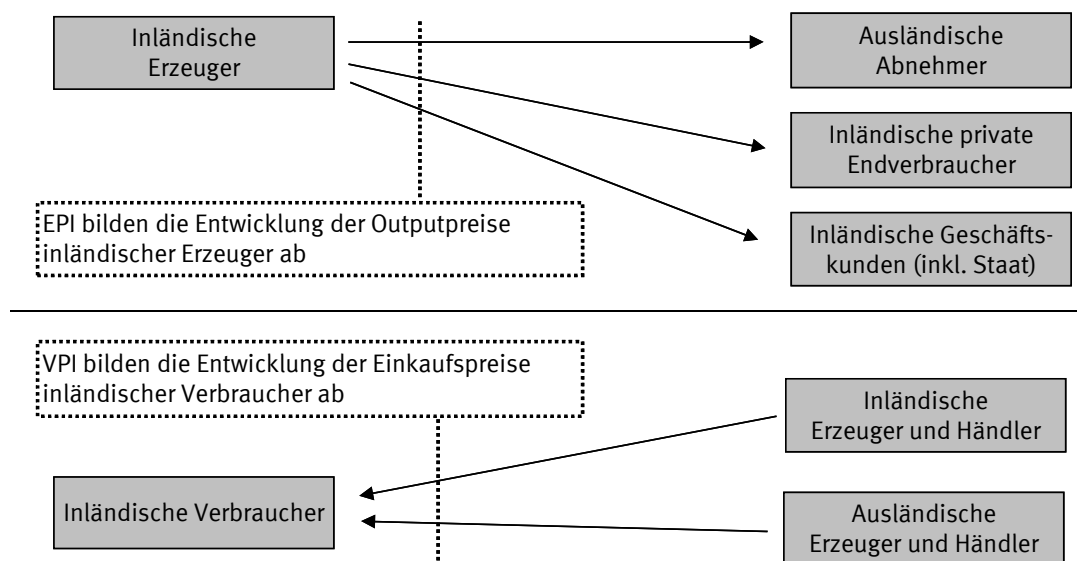 Inländische
Erzeuger
Ausländische
Abnehmer
Inländische private
Endverbraucher
EPI bilden die Entwicklung der Outputpreise
inländischer Erzeuger ab
Inländische Geschäfts-
kunden (inkl. Staat)
VPI bilden die Entwicklung der Einkaufspreise
inländischer Verbraucher ab
Inländische
Erzeuger und Händler
Inländische Verbraucher
Ausländische
Erzeuger und Händler